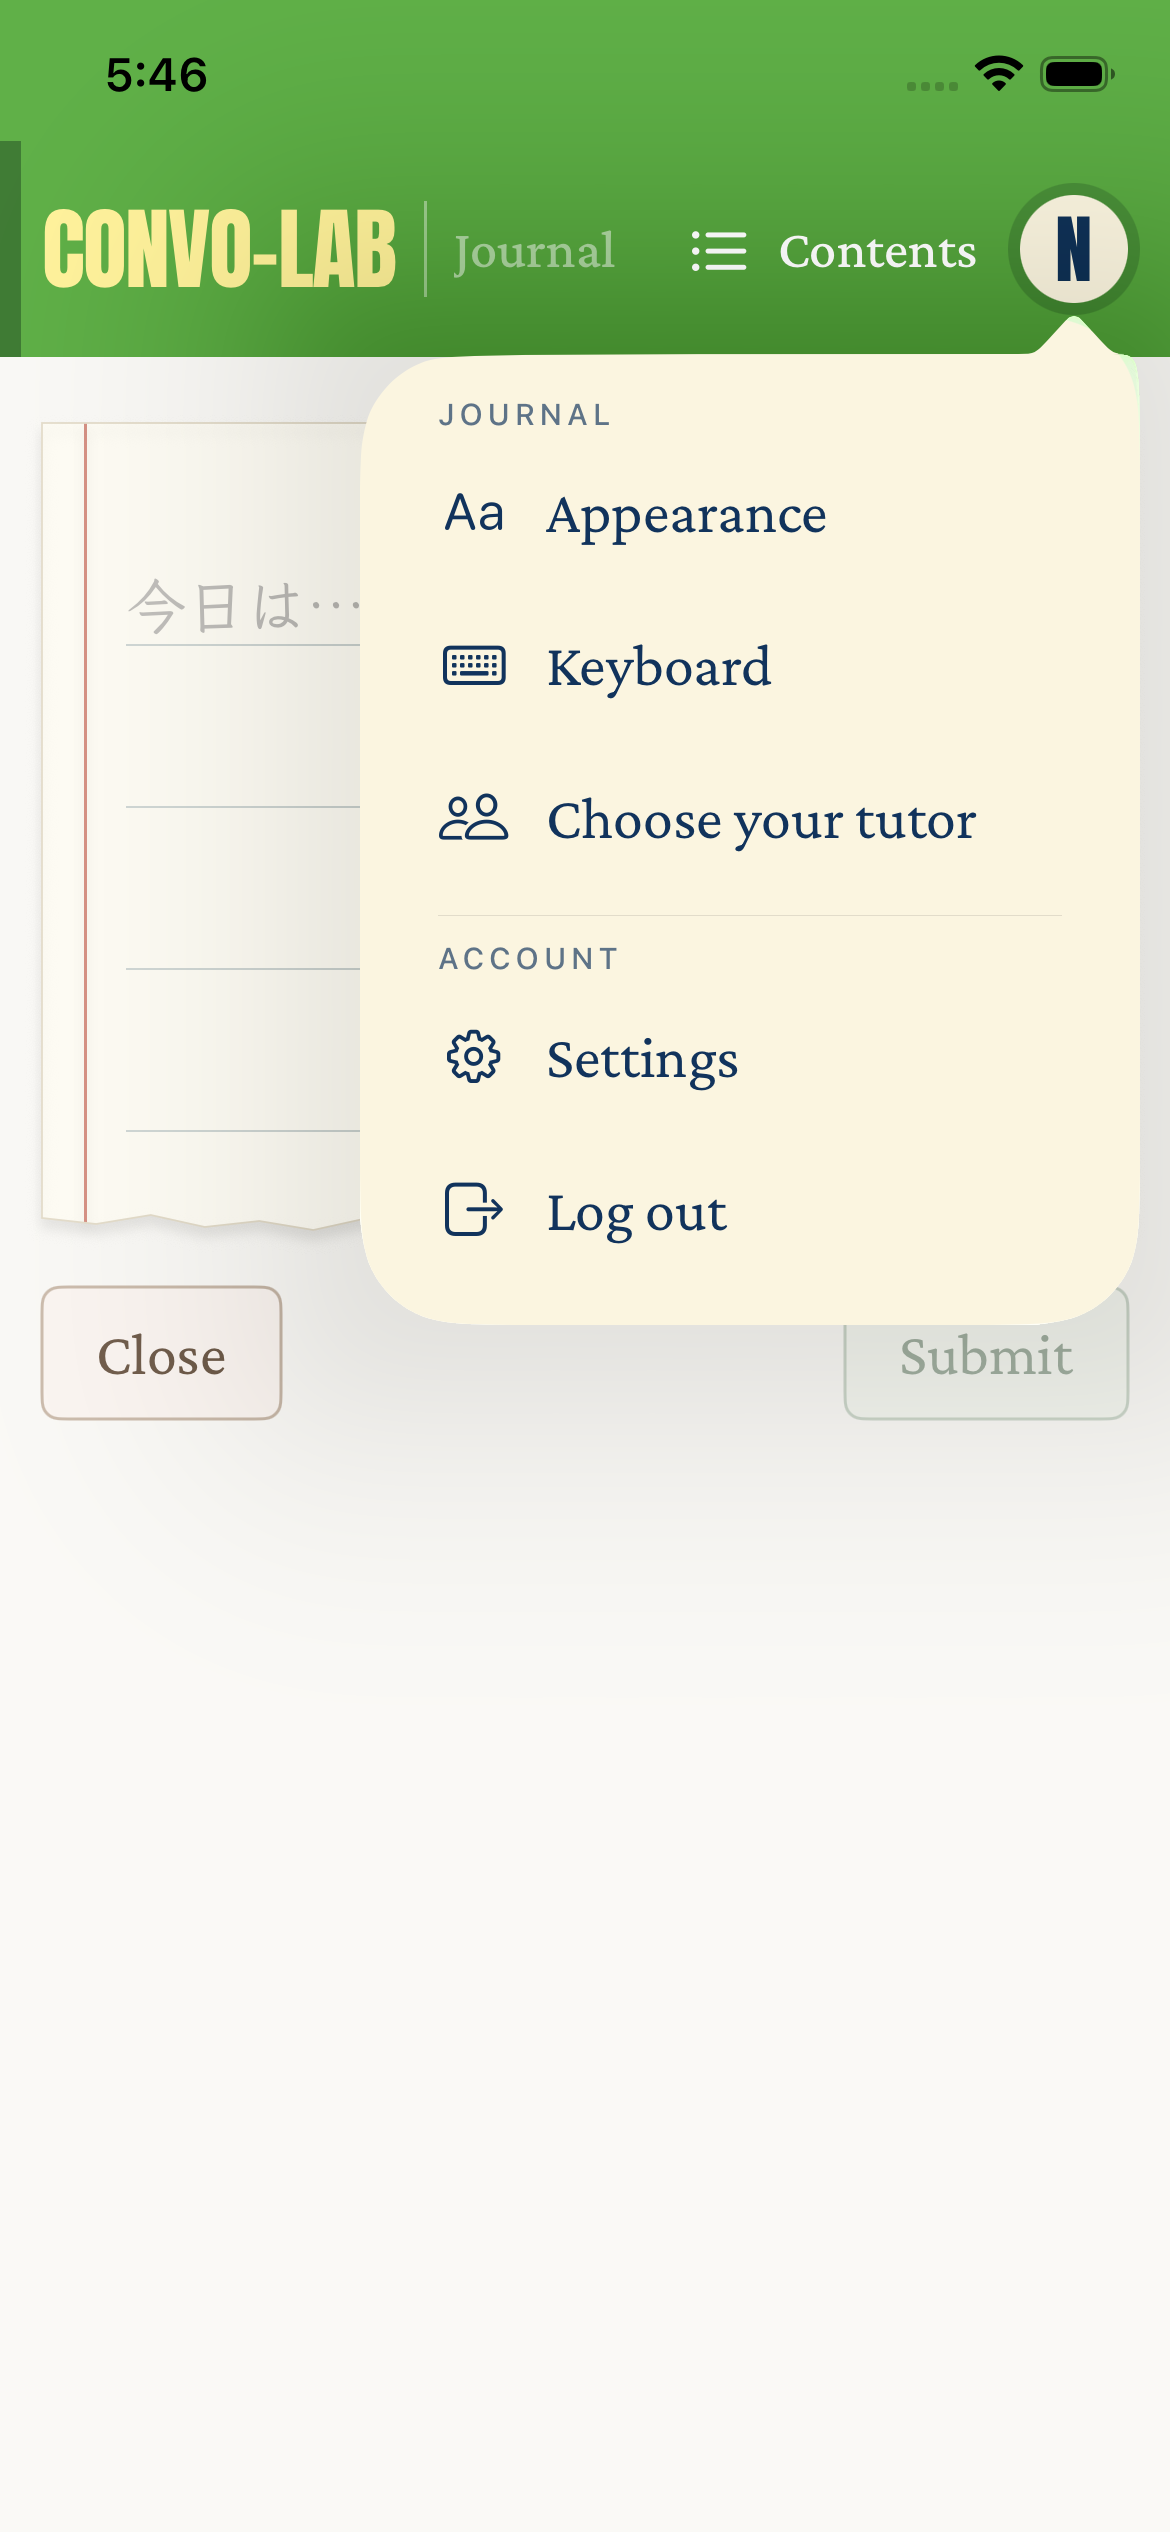 5:46
CONVO-LAB
Journal
Contents
N
JOURNAL
Aa Appearance
Keyboard
Choose your tutor
ACCOUNT
Settings
Log out
今日は…
Close
Submit